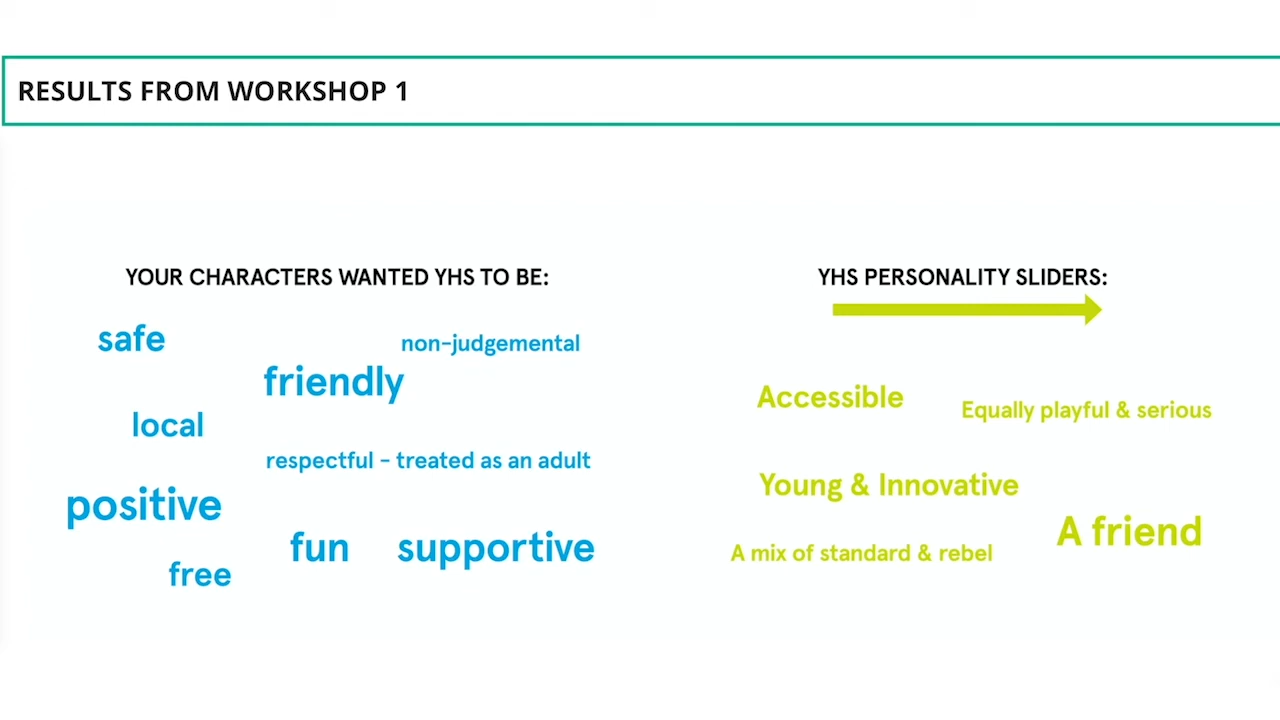 RESULTS FROM WORKSHOP 1
YOUR CHARACTERS WANTED YHS TO BE:
safe
non-judgemental
friendly
local
respectful - treated as an adult
positive
fun
supportive
free
YHS PERSONALITY SLIDERS:
Accessible
Equally playful & serious
Young & Innovative
A friend
A mix of standard & rebel